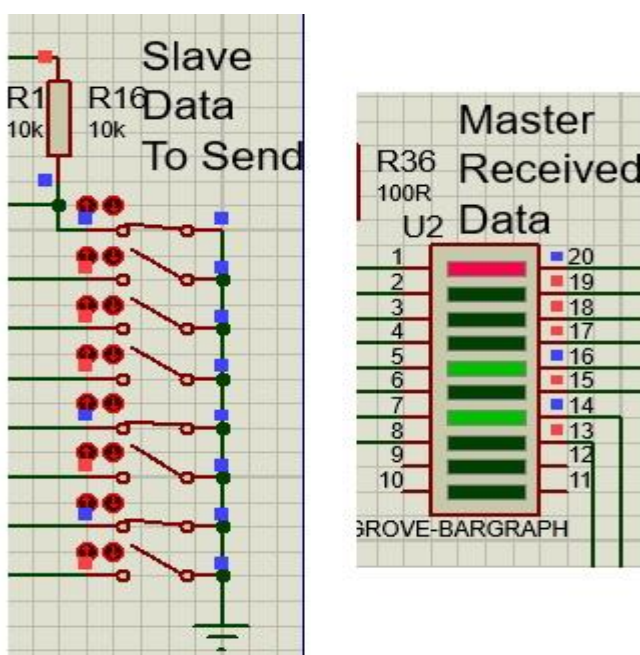 Slave
R1 R16 Data
10k 10k
To Send
Master
R36 Received
100R
U2 Data
1 20
2 19
3 18
4 17
5 16
6 15
7 14
8 13
9 12
10 11
GROVE-BARGRAPH